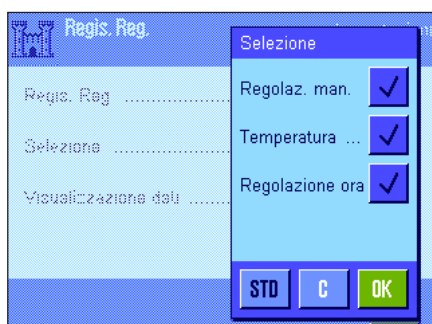 Regis. Reg.
Regis. Reg ..................
Selezione ....................
Visualizzazione dati .......
Selezione
Regolaz. man.
Temperatura ...
Regolazione ora
STD
C
OK